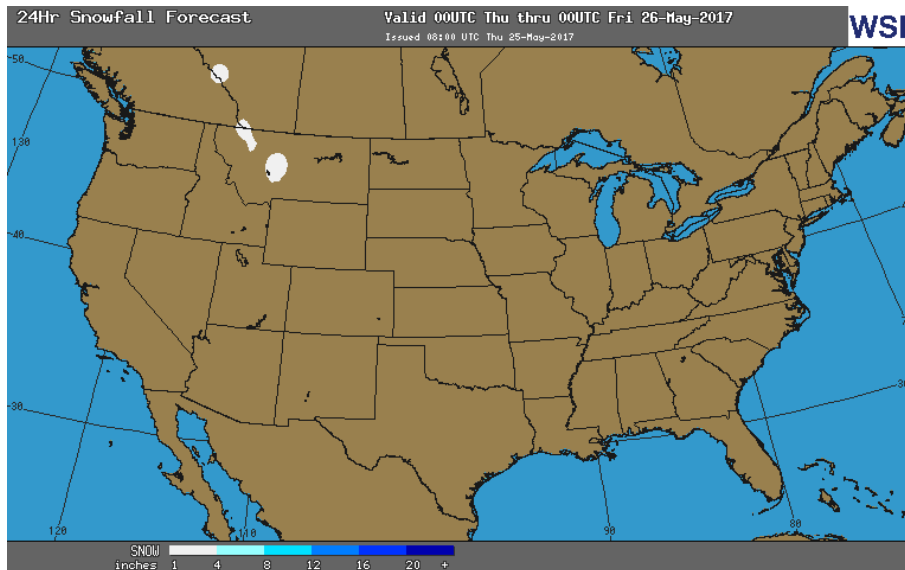 24Hr Snowfall Forecast
Valid 00UTC Thu thru 00UTC Fri 26-May-2017
Issued 08:00 UTC Thu 25-May-2017
WSI
50
130
40
30
120
110
90
80
SNOW
inches 1 4 8 12 16 20 +